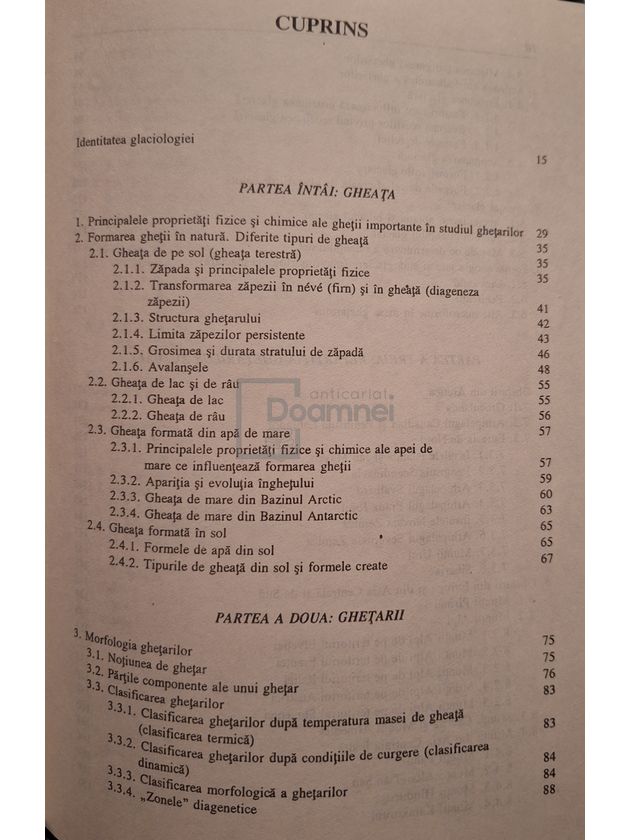 CUPRINS
Identitatea glaciologiei 15
PARTEA ÎNTÂI: GHEAŢA
1. Principalele proprietăţi fizice şi chimice ale gheţii importante în studiul gheţarilor 29
2. Formarea gheţii în natură. Diferite tipuri de gheaţă 35
2.1. Gheaţa de pe sol (gheaţa terestră) 35
2.1.1. Zăpada şi principalele proprietăţi fizice 35
2.1.2. Transformarea zăpezii în névé (firn) şi în gheaţă (diageneza
zăpezii) 41
2.1.3. Structura gheţarului 42
2.1.4. Limita zăpezilor persistente 43
2.1.5. Grosimea şi durata stratului de zăpadă 46
2.1.6. Avalanşele 48
2.2. Gheaţa de lac şi de râu 55
2.2.1. Gheaţa de lac 55
2.2.2. Gheaţa de râu 56
2.3. Gheaţa formată din apă de mare 57
2.3.1. Principalele proprietăţi fizice şi chimice ale apei de
mare ce influenţează formarea gheţii 57
2.3.2. Apariţia şi evoluţia îngheţului 59
2.3.3. Gheaţa de mare din Bazinul Arctic 60
2.3.4. Gheaţa de mare din Bazinul Antarctic 63
2.4. Gheaţa formată în sol 65
2.4.1. Formele de apă din sol 65
2.4.2. Tipurile de gheaţă din sol şi formele create 67
anticariat
Doamnei
PARTEA A DOUA: GHEŢARII
3. Morfologia gheţarilor 75
3.1. Noţiunea de gheţar 75
3.2. Părţile componente ale unui gheţar 76
3.3. Clasificarea gheţarilor 83
3.3.1. Clasificarea gheţarilor după temperatura masei de gheaţă
(clasificarea termică) 83
3.3.2. Clasificarea gheţarilor după condiţiile de curgere (clasificarea
dinamică) 84
3.3.3. Clasificarea morfologică a gheţarilor 84
3.3.4. „Zonele” diagenetice 88